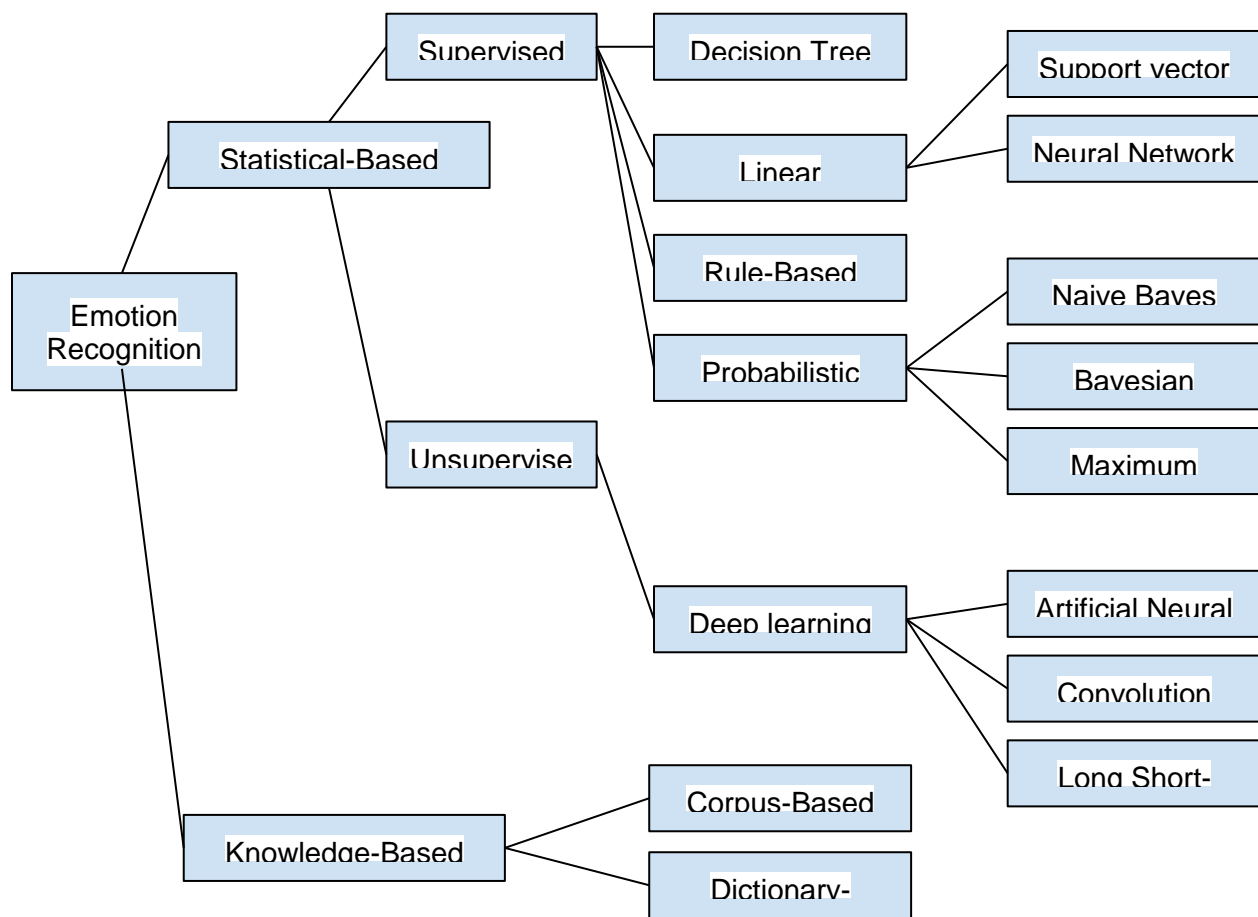 Supervised
Decision Tree
Support vector
Statistical-Based
Linear
Neural Network
Emotion
Recognition
Rule-Based
Naive Bayes
Probabilistic
Bayesian
Unsupervise
Maximum
Deep learning
Artificial Neural
Convolution
Long Short-
Corpus-Based
Knowledge-Based
Dictionary-